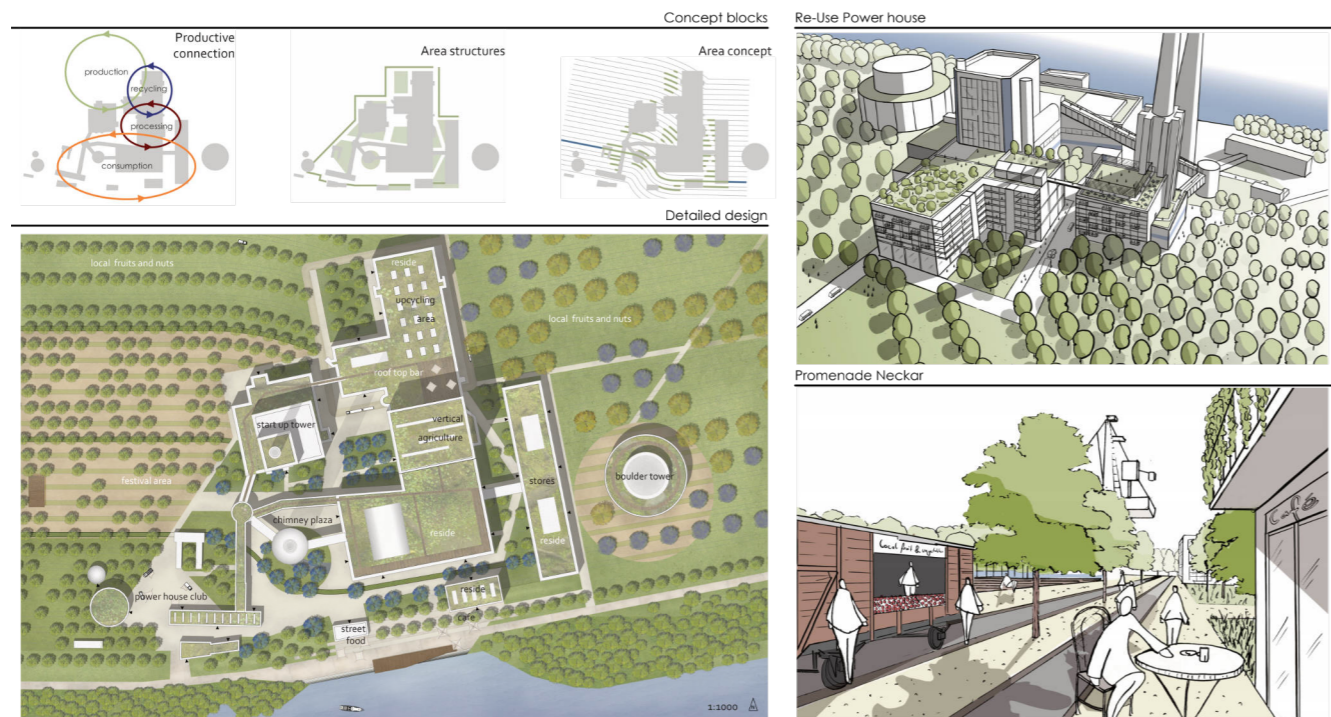 Concept blocks
Productive
connection
production
recycling
processing
consumption
Area structures
Area concept
Detailed design
local fruits and nuts
reside
upcycling
area
local fruits and nuts
roof top bar
start up tower
vertical
agriculture
festival area
stores
boulder tower
chimney plaza
reside
reside
power house club
reside
cafe
street
food
1:1000
Re-Use Power house
Promenade Neckar
Local fruit & vegetables
Café